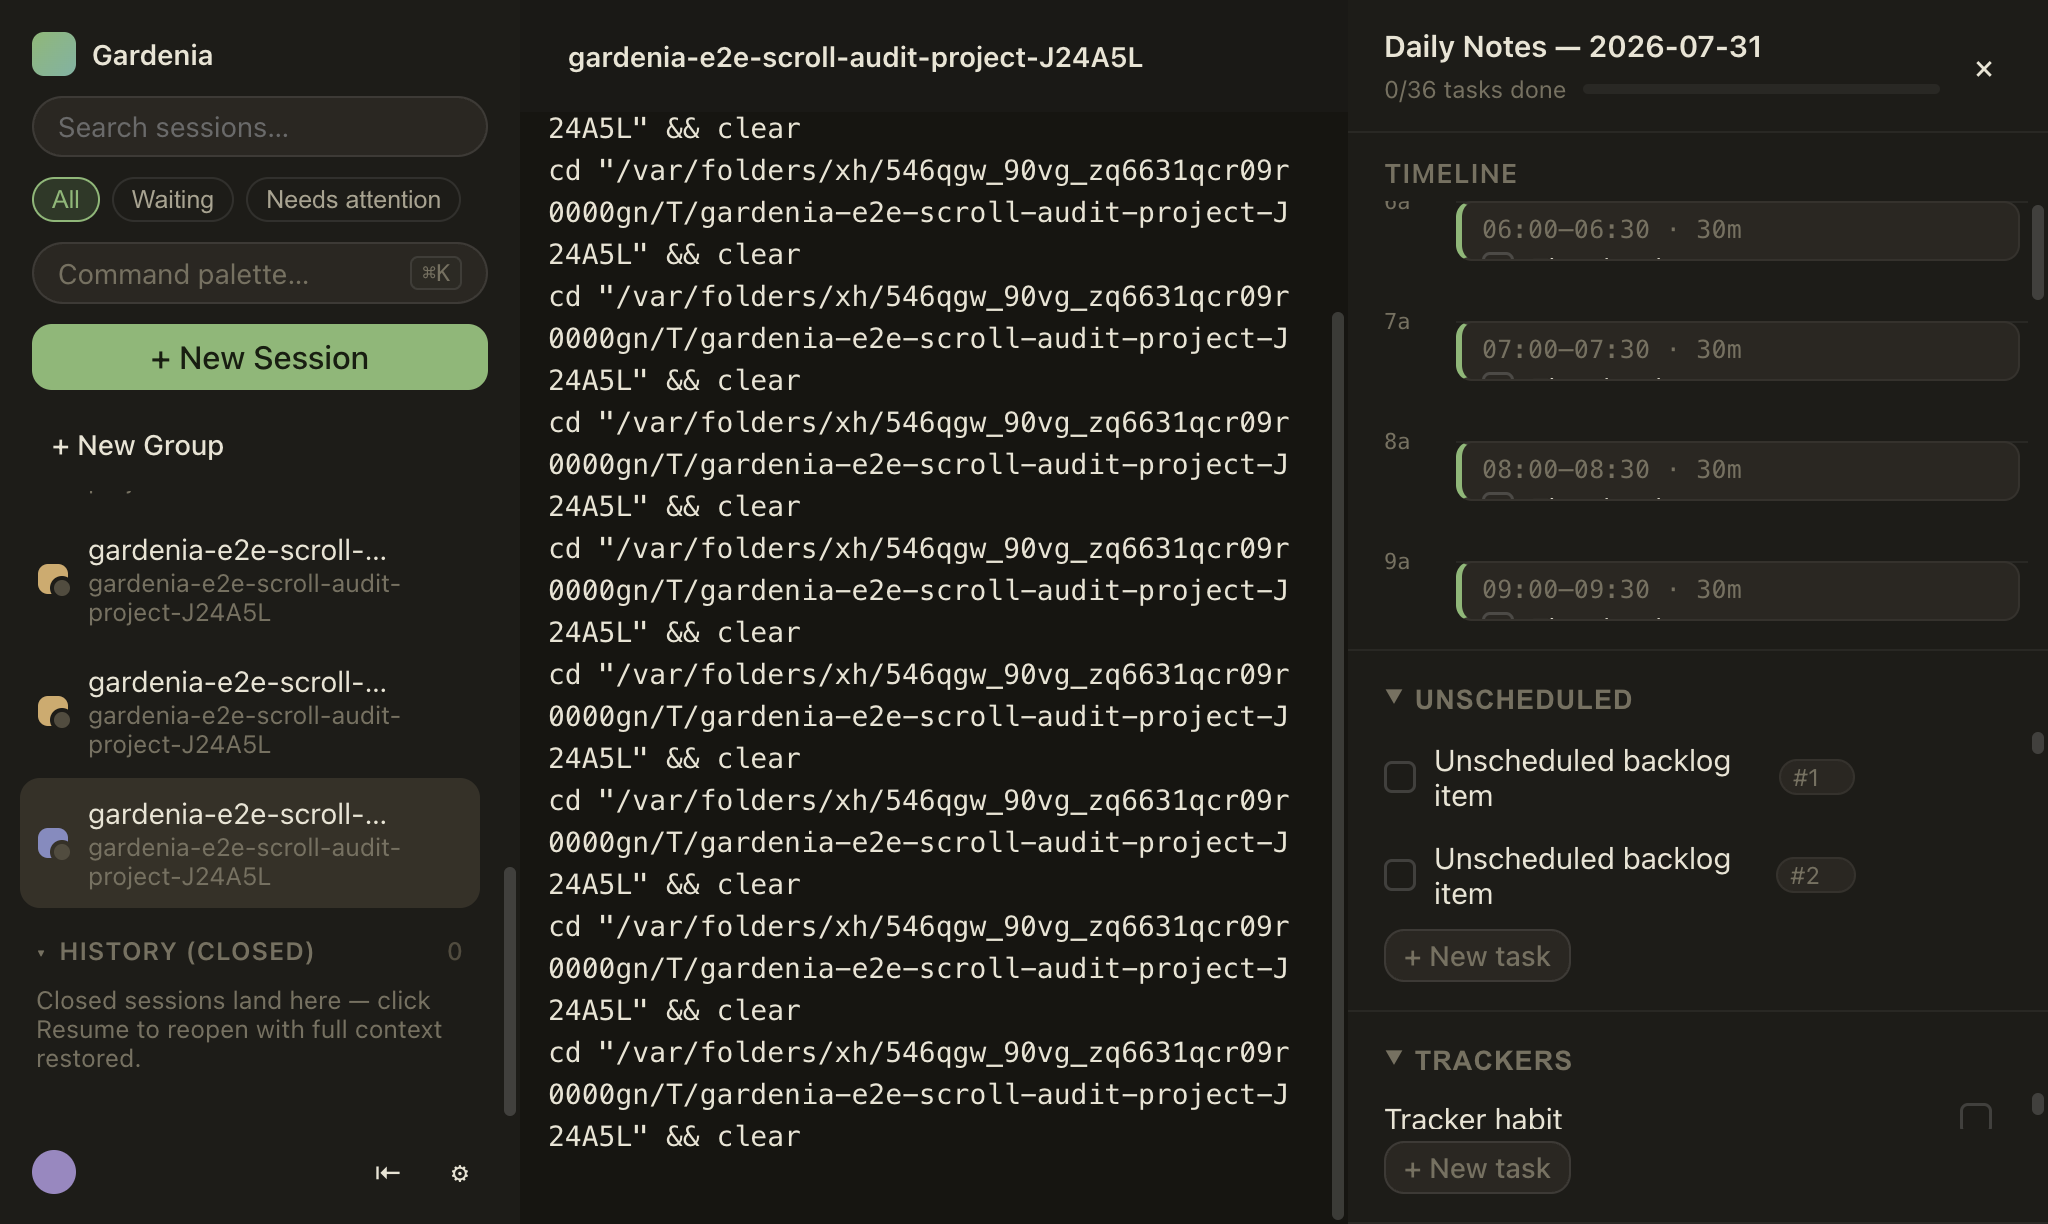 Gardenia
Search sessions...
All
Waiting
Needs attention
Command palette...
⌘K
+ New Session
+ New Group
gardenia-e2e-scroll-...
gardenia-e2e-scroll-audit-
project-J24A5L
gardenia-e2e-scroll-...
gardenia-e2e-scroll-audit-
project-J24A5L
gardenia-e2e-scroll-...
gardenia-e2e-scroll-audit-
project-J24A5L
HISTORY (CLOSED)
0
Closed sessions land here — click
Resume to reopen with full context
restored.
gardenia-e2e-scroll-audit-project-J24A5L
24A5L" && clear
cd "/var/folders/xh/546qgw_90vg_zq6631qcr09r
0000gn/T/gardenia-e2e-scroll-audit-project-J
24A5L" && clear
cd "/var/folders/xh/546qgw_90vg_zq6631qcr09r
0000gn/T/gardenia-e2e-scroll-audit-project-J
24A5L" && clear
cd "/var/folders/xh/546qgw_90vg_zq6631qcr09r
0000gn/T/gardenia-e2e-scroll-audit-project-J
24A5L" && clear
cd "/var/folders/xh/546qgw_90vg_zq6631qcr09r
0000gn/T/gardenia-e2e-scroll-audit-project-J
24A5L" && clear
cd "/var/folders/xh/546qgw_90vg_zq6631qcr09r
0000gn/T/gardenia-e2e-scroll-audit-project-J
24A5L" && clear
cd "/var/folders/xh/546qgw_90vg_zq6631qcr09r
0000gn/T/gardenia-e2e-scroll-audit-project-J
24A5L" && clear
cd "/var/folders/xh/546qgw_90vg_zq6631qcr09r
0000gn/T/gardenia-e2e-scroll-audit-project-J
24A5L" && clear
cd "/var/folders/xh/546qgw_90vg_zq6631qcr09r
0000gn/T/gardenia-e2e-scroll-audit-project-J
24A5L" && clear
Daily Notes — 2026-07-31
0/36 tasks done
TIMELINE
6a
06:00–06:30 · 30m
7a
07:00–07:30 · 30m
8a
08:00–08:30 · 30m
9a
09:00–09:30 · 30m
UNSCHEDULED
Unscheduled backlog
item
#1
Unscheduled backlog
item
#2
+ New task
TRACKERS
Tracker habit
+ New task